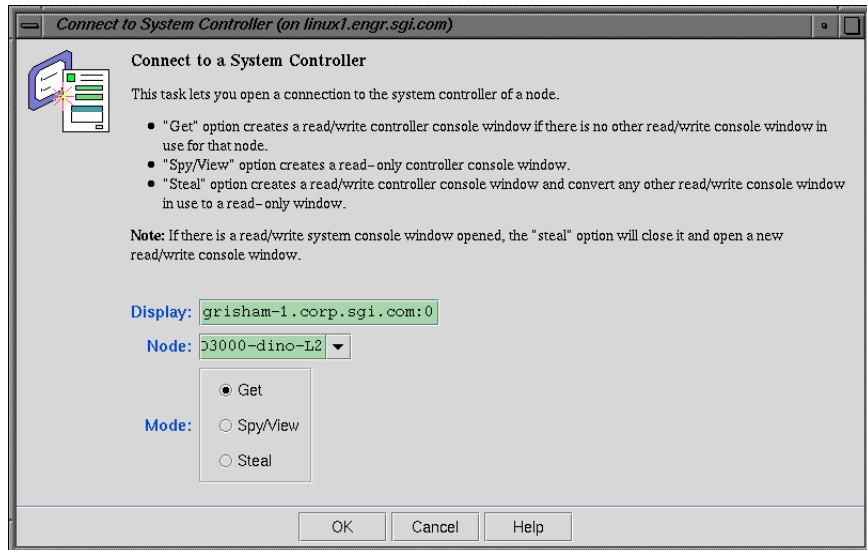 Connect to System Controller (on linux1.engr.sgi.com)
Connect to a System Controller
This task lets you open a connection to the system controller of a node.
• "Get" option creates a read/write controller console window if there is no other read/write console window in
use for that node.
• "Spy/View" option creates a read-only controller console window.
• "Steal" option creates a read/write controller console window and convert any other read/write console window
in use to a read-only window.
Note: If there is a read/write system console window opened, the "steal" option will close it and open a new
read/write console window.
Display: grisham-1.corp.sgi.com:0
Node: O3000-dino-L2
Get
Mode: Spy/View
Steal
OK Cancel Help